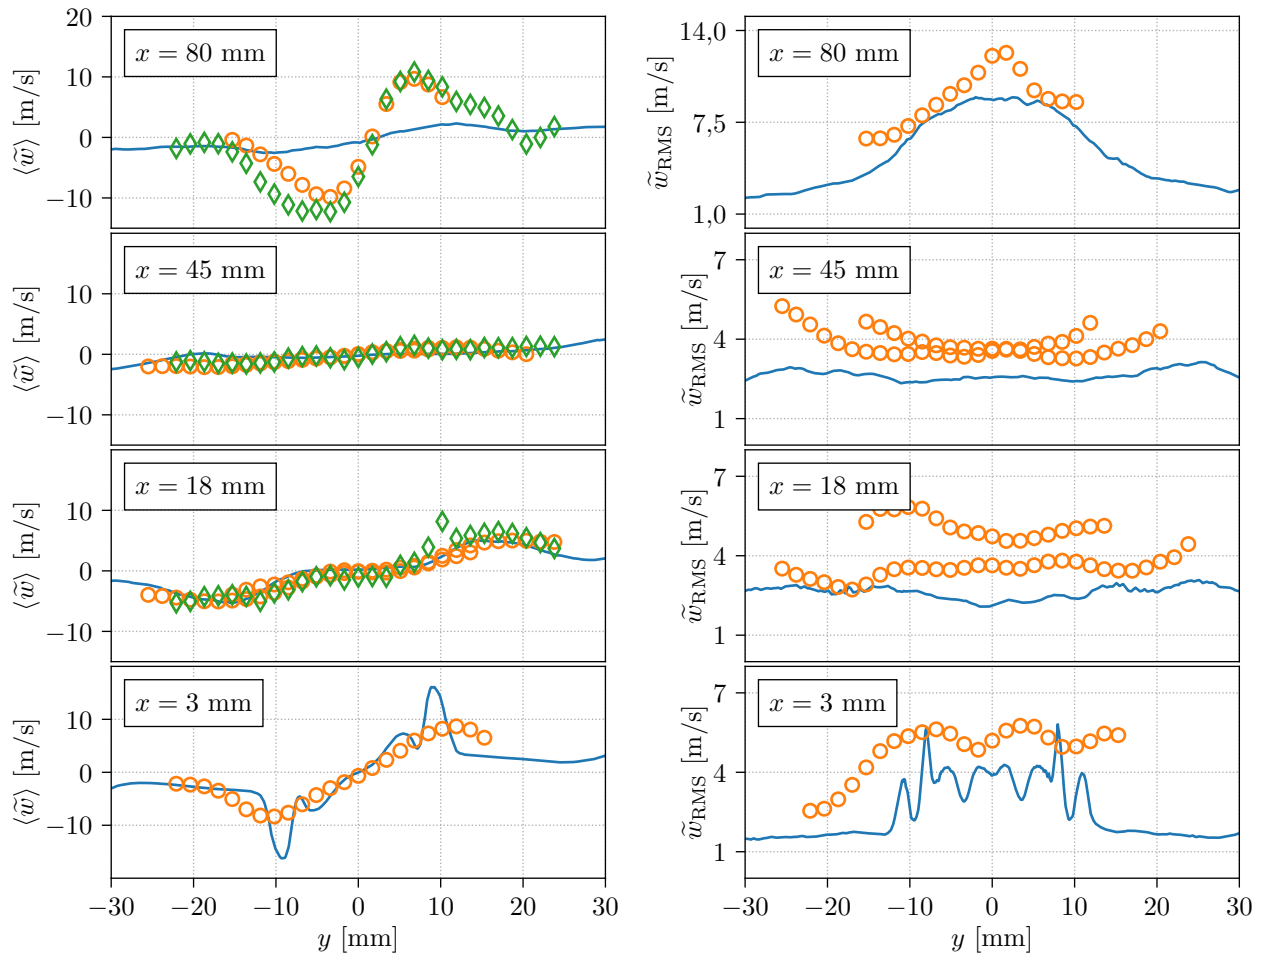 20
10
0
−10
⟨w̃⟩ [m/s]
x = 80 mm
14,0
7,5
1,0
w̃RMS [m/s]
x = 80 mm
10
0
−10
⟨w̃⟩ [m/s]
x = 45 mm
7
4
1
w̃RMS [m/s]
x = 45 mm
10
0
−10
⟨w̃⟩ [m/s]
x = 18 mm
7
4
1
w̃RMS [m/s]
x = 18 mm
10
0
−10
⟨w̃⟩ [m/s]
x = 3 mm
−30 −20 −10 0 10 20 30
y [mm]
7
4
1
w̃RMS [m/s]
x = 3 mm
−30 −20 −10 0 10 20 30
y [mm]